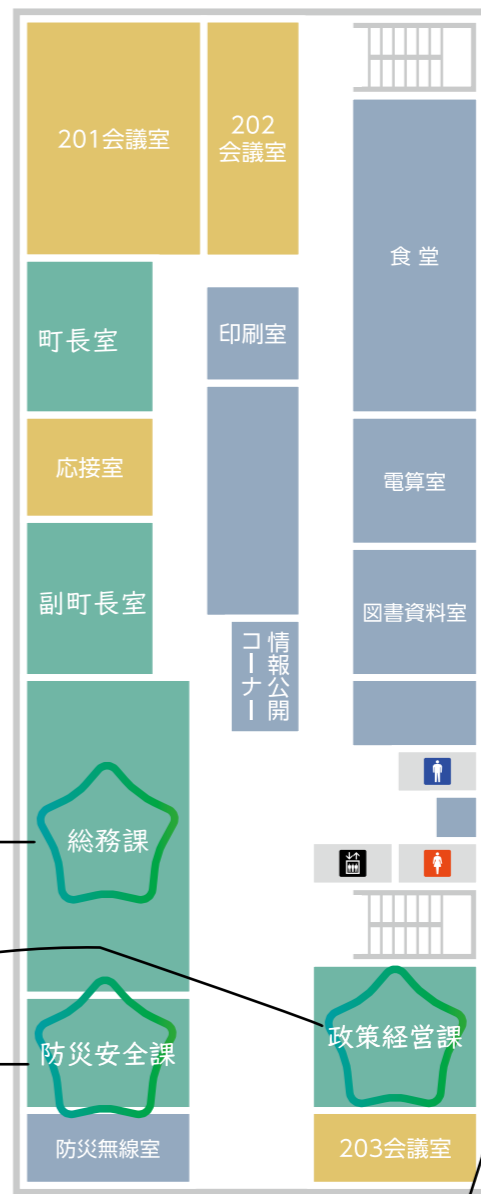 201会議室
202
会議室
食堂
町長室
印刷室
応接室
電算室
副町長室
図書資料室
情報公開
コーナー
総務課
防災安全課
政策経営課
防災無線室
203会議室